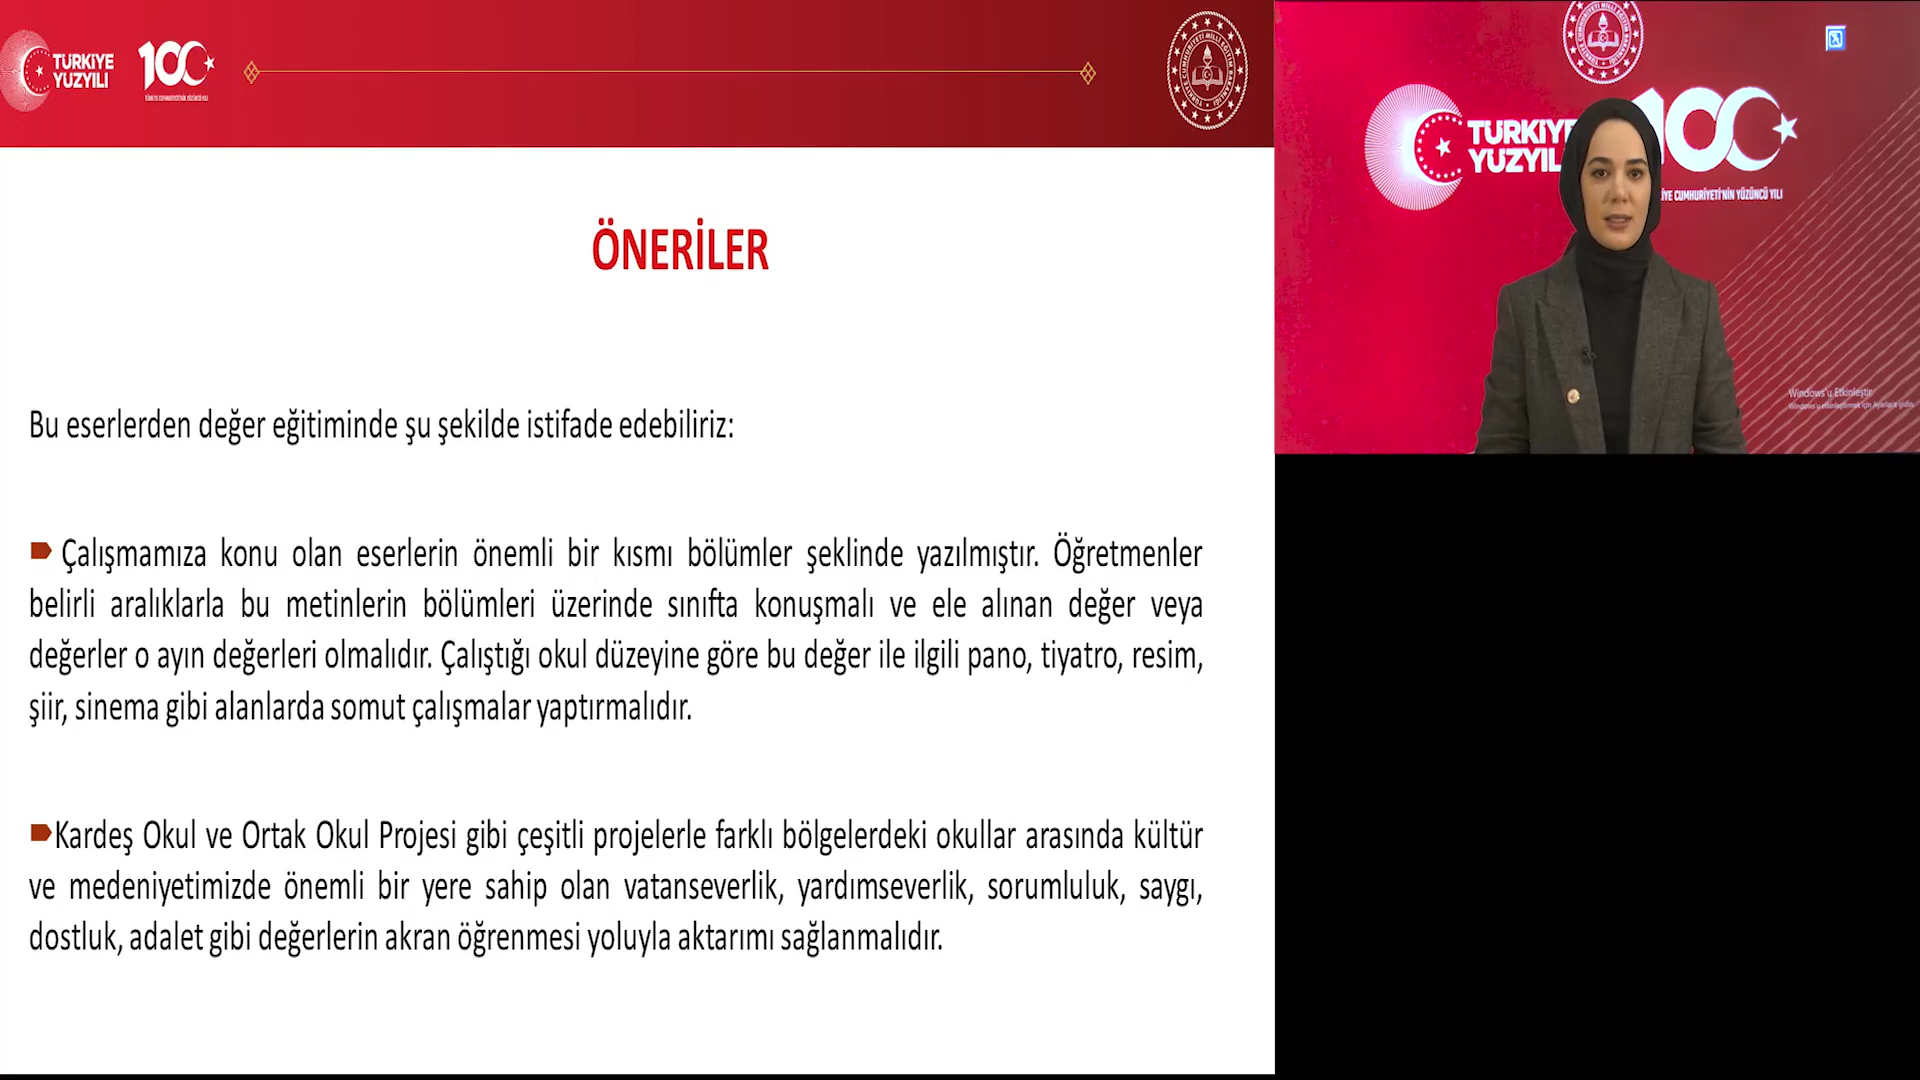 TÜRKİYE
YÜZYILI
100
TÜRKİYE CUMHURİYETİ'NİN YÜZÜNCÜ YILI
ÖNERİLER
Bu eserlerden değer eğitiminde şu şekilde istifade edebiliriz:
Çalışmamıza konu olan eserlerin önemli bir kısmı bölümler şeklinde yazılmıştır. Öğretmenler
belirli aralıklarla bu metinlerin bölümleri üzerinde sınıfta konuşmalı ve ele alınan değer veya
değerler o ayın değerleri olmalıdır. Çalıştığı okul düzeyine göre bu değer ile ilgili pano, tiyatro, resim,
şiir, sinema gibi alanlarda somut çalışmalar yaptırmalıdır.
Kardeş Okul ve Ortak Okul Projesi gibi çeşitli projelerle farklı bölgelerdeki okullar arasında kültür
ve medeniyetimizde önemli bir yere sahip olan vatanseverlik, yardımseverlik, sorumluluk, saygı,
dostluk, adalet gibi değerlerin akran öğrenmesi yoluyla aktarımı sağlanmalıdır.
TÜRKİYE
YÜZYIL
100
İYE CUMHURİYETİ'NİN YÜZÜNCÜ YILI
Windows'u Etkinleştir
Windows'u etkinleştirmek için Ayarlar'a gidin.